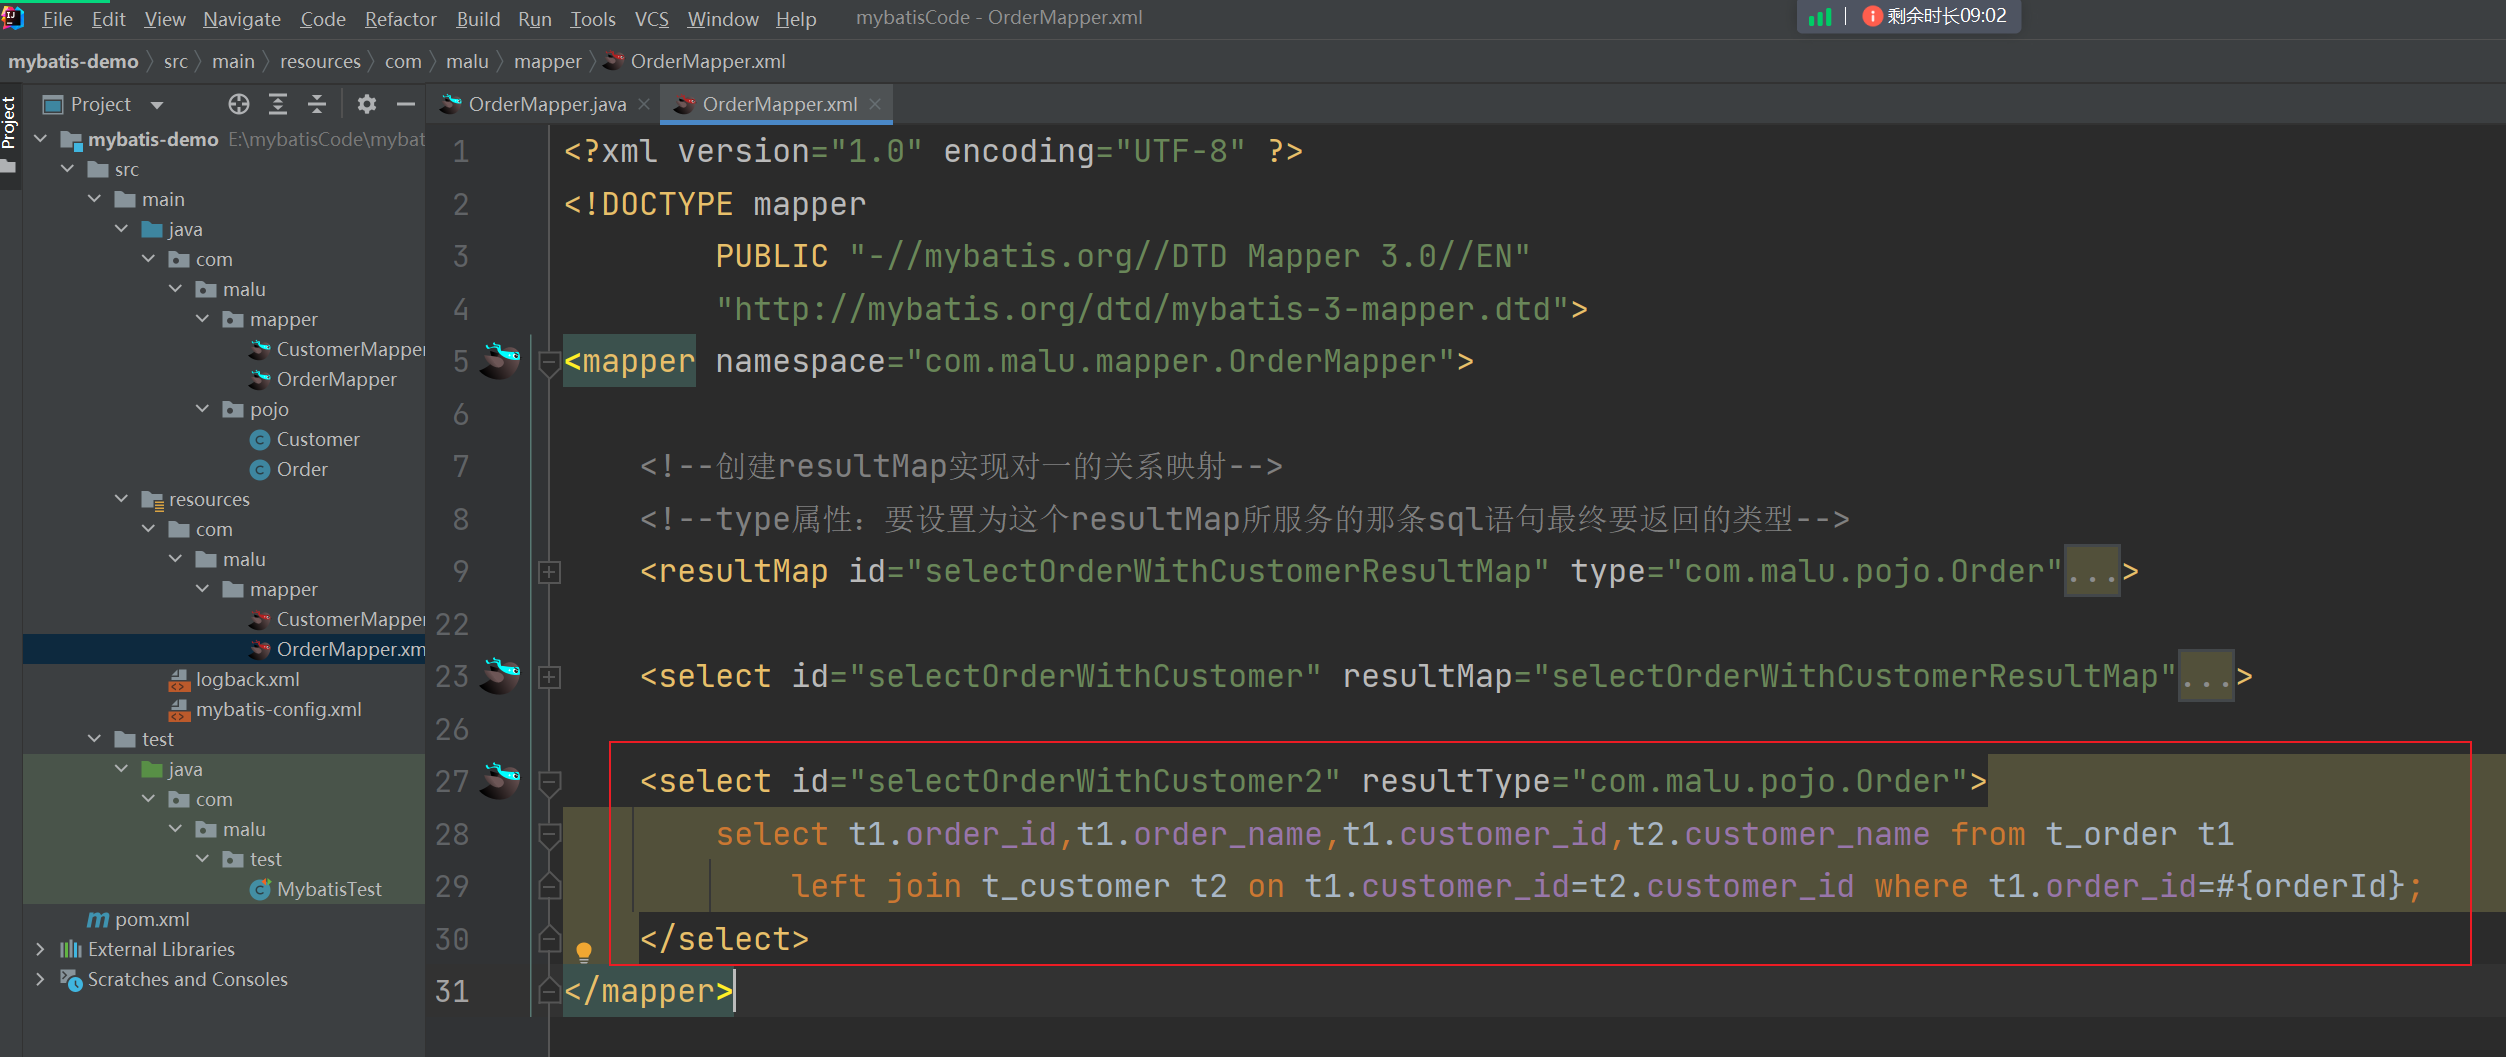 File Edit View Navigate Code Refactor Build Run Tools VCS Window Help mybatisCode - OrderMapper.xml
剩余时长09:02
mybatis-demo src main resources com malu mapper OrderMapper.xml
Project
Project
OrderMapper.java
OrderMapper.xml
mybatis-demo E:\mybatisCode\mybat
src
main
java
com
malu
mapper
CustomerMapper
OrderMapper
pojo
Customer
Order
resources
com
malu
mapper
CustomerMapper
OrderMapper.xm
logback.xml
mybatis-config.xml
test
java
com
malu
test
MybatisTest
pom.xml
External Libraries
Scratches and Consoles
1 <?xml version="1.0" encoding="UTF-8" ?>
2 <!DOCTYPE mapper
3 PUBLIC "-//mybatis.org//DTD Mapper 3.0//EN"
4 "http://mybatis.org/dtd/mybatis-3-mapper.dtd">
5 <mapper namespace="com.malu.mapper.OrderMapper">
6
7 <!--创建resultMap实现对一的关系映射-->
8 <!--type属性：要设置为这个resultMap所服务的那条sql语句最终要返回的类型-->
9 <resultMap id="selectOrderWithCustomerResultMap" type="com.malu.pojo.Order"...>
22
23 <select id="selectOrderWithCustomer" resultMap="selectOrderWithCustomerResultMap"...>
26
27 <select id="selectOrderWithCustomer2" resultType="com.malu.pojo.Order">
28 select t1.order_id,t1.order_name,t1.customer_id,t2.customer_name from t_order t1
29 left join t_customer t2 on t1.customer_id=t2.customer_id where t1.order_id=#{orderId};
30 </select>
31 </mapper>